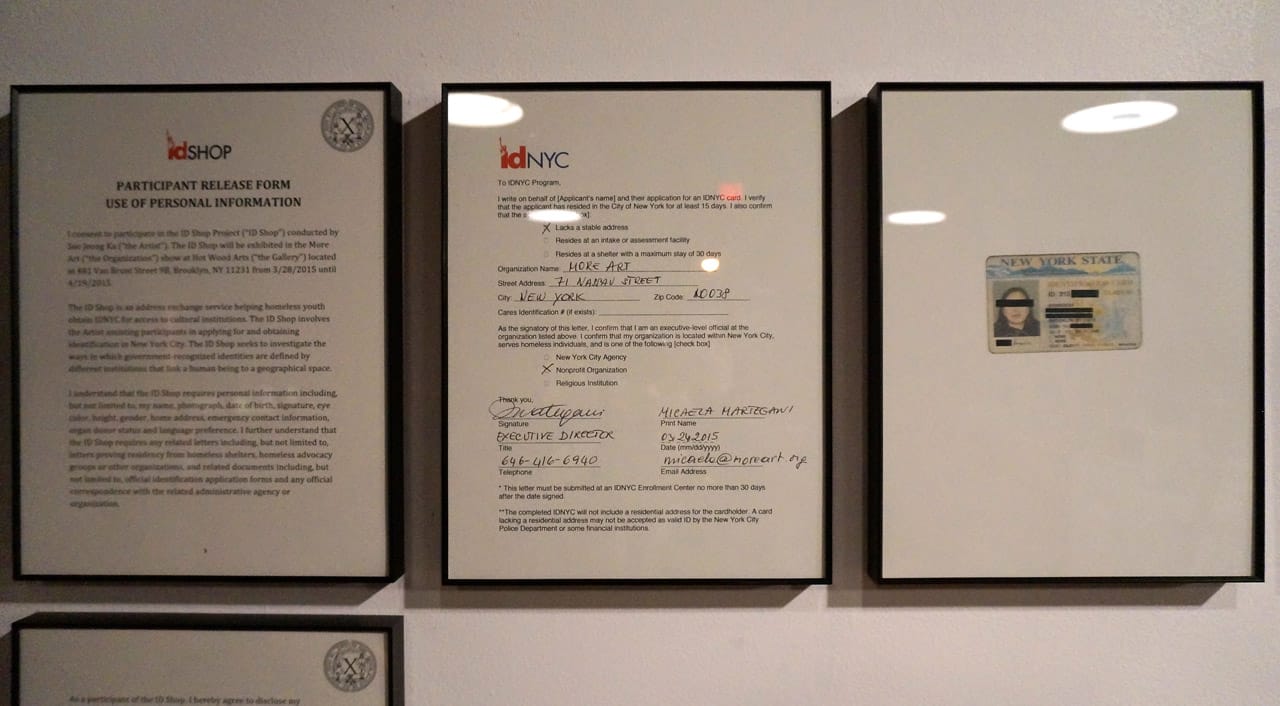 X
idSHOP
PARTICIPANT RELEASE FORM
USE OF PERSONAL INFORMATION
I consent to participate in the ID Shop Project ("ID Shop") conducted by
Soo Jeong Ka ("the Artist"). The ID Shop will be exhibited in the More
Art ("the Organization") show at Hot Wood Arts ("the Gallery") located
at 481 Van Brunt Street 9B, Brooklyn, NY 11231 from 3/28/2015 until
4/19/2015.
The ID Shop is an address exchange service helping homeless youth
obtain IDNYC for access to cultural institutions. The ID Shop involves
the Artist assisting participants in applying for and obtaining
identification in New York City. The ID Shop seeks to investigate the
ways in which government-recognized identities are defined by
different institutions that link a human being to a geographical space.
I understand that the ID Shop requires personal information including,
but not limited to, my name, photograph, date of birth, signature, eye
color, height, gender, home address, emergency contact information,
organ donor status and language preference. I further understand that
the ID Shop requires any related letters including, but not limited to,
letters proving residency from homeless shelters, homeless advocacy
groups or other organizations, and related documents including, but
not limited to, official identification application forms and any official
correspondence with the related administrative agency or
organization.
idNYC
To IDNYC Program,
I write on behalf of [Applicant's name] and their application for an IDNYC card. I verify
that the applicant has resided in the City of New York for at least 15 days. I also confirm
that the box]:
X Lacks a stable address
Resides at an intake or assessment facility
Resides at a shelter with a maximum stay of 30 days
Organization Name: MORE ART
Street Address: 71 NASSAU STREET
City: NEW YORK Zip Code: 10038
Cares Identification # (if exists):
As the signatory of this letter, I confirm that I am an executive-level official at the
organization listed above. I confirm that my organization is located within New York City,
serves homeless individuals, and is one of the following [check box]
New York City Agency
X Nonprofit Organization
Religious Institution
Thank you,
MICAELA MARTEGANI
Signature Print Name
EXECUTIVE DIRECTOR 03.24.2015
Title Date (mm/dd/yyyy)
646-416-6940 micaela@moreart.org
Telephone Email Address
* This letter must be submitted at an IDNYC Enrollment Center no more than 30 days
after the date signed.
**The completed IDNYC will not include a residential address for the cardholder. A card
lacking a residential address may not be accepted as valid ID by the New York City
Police Department or some financial institutions.
NEW YORK STATE
IDENTIFICATION CARD
X
As a participant of the ID Shop, I hereby agree to disclose my